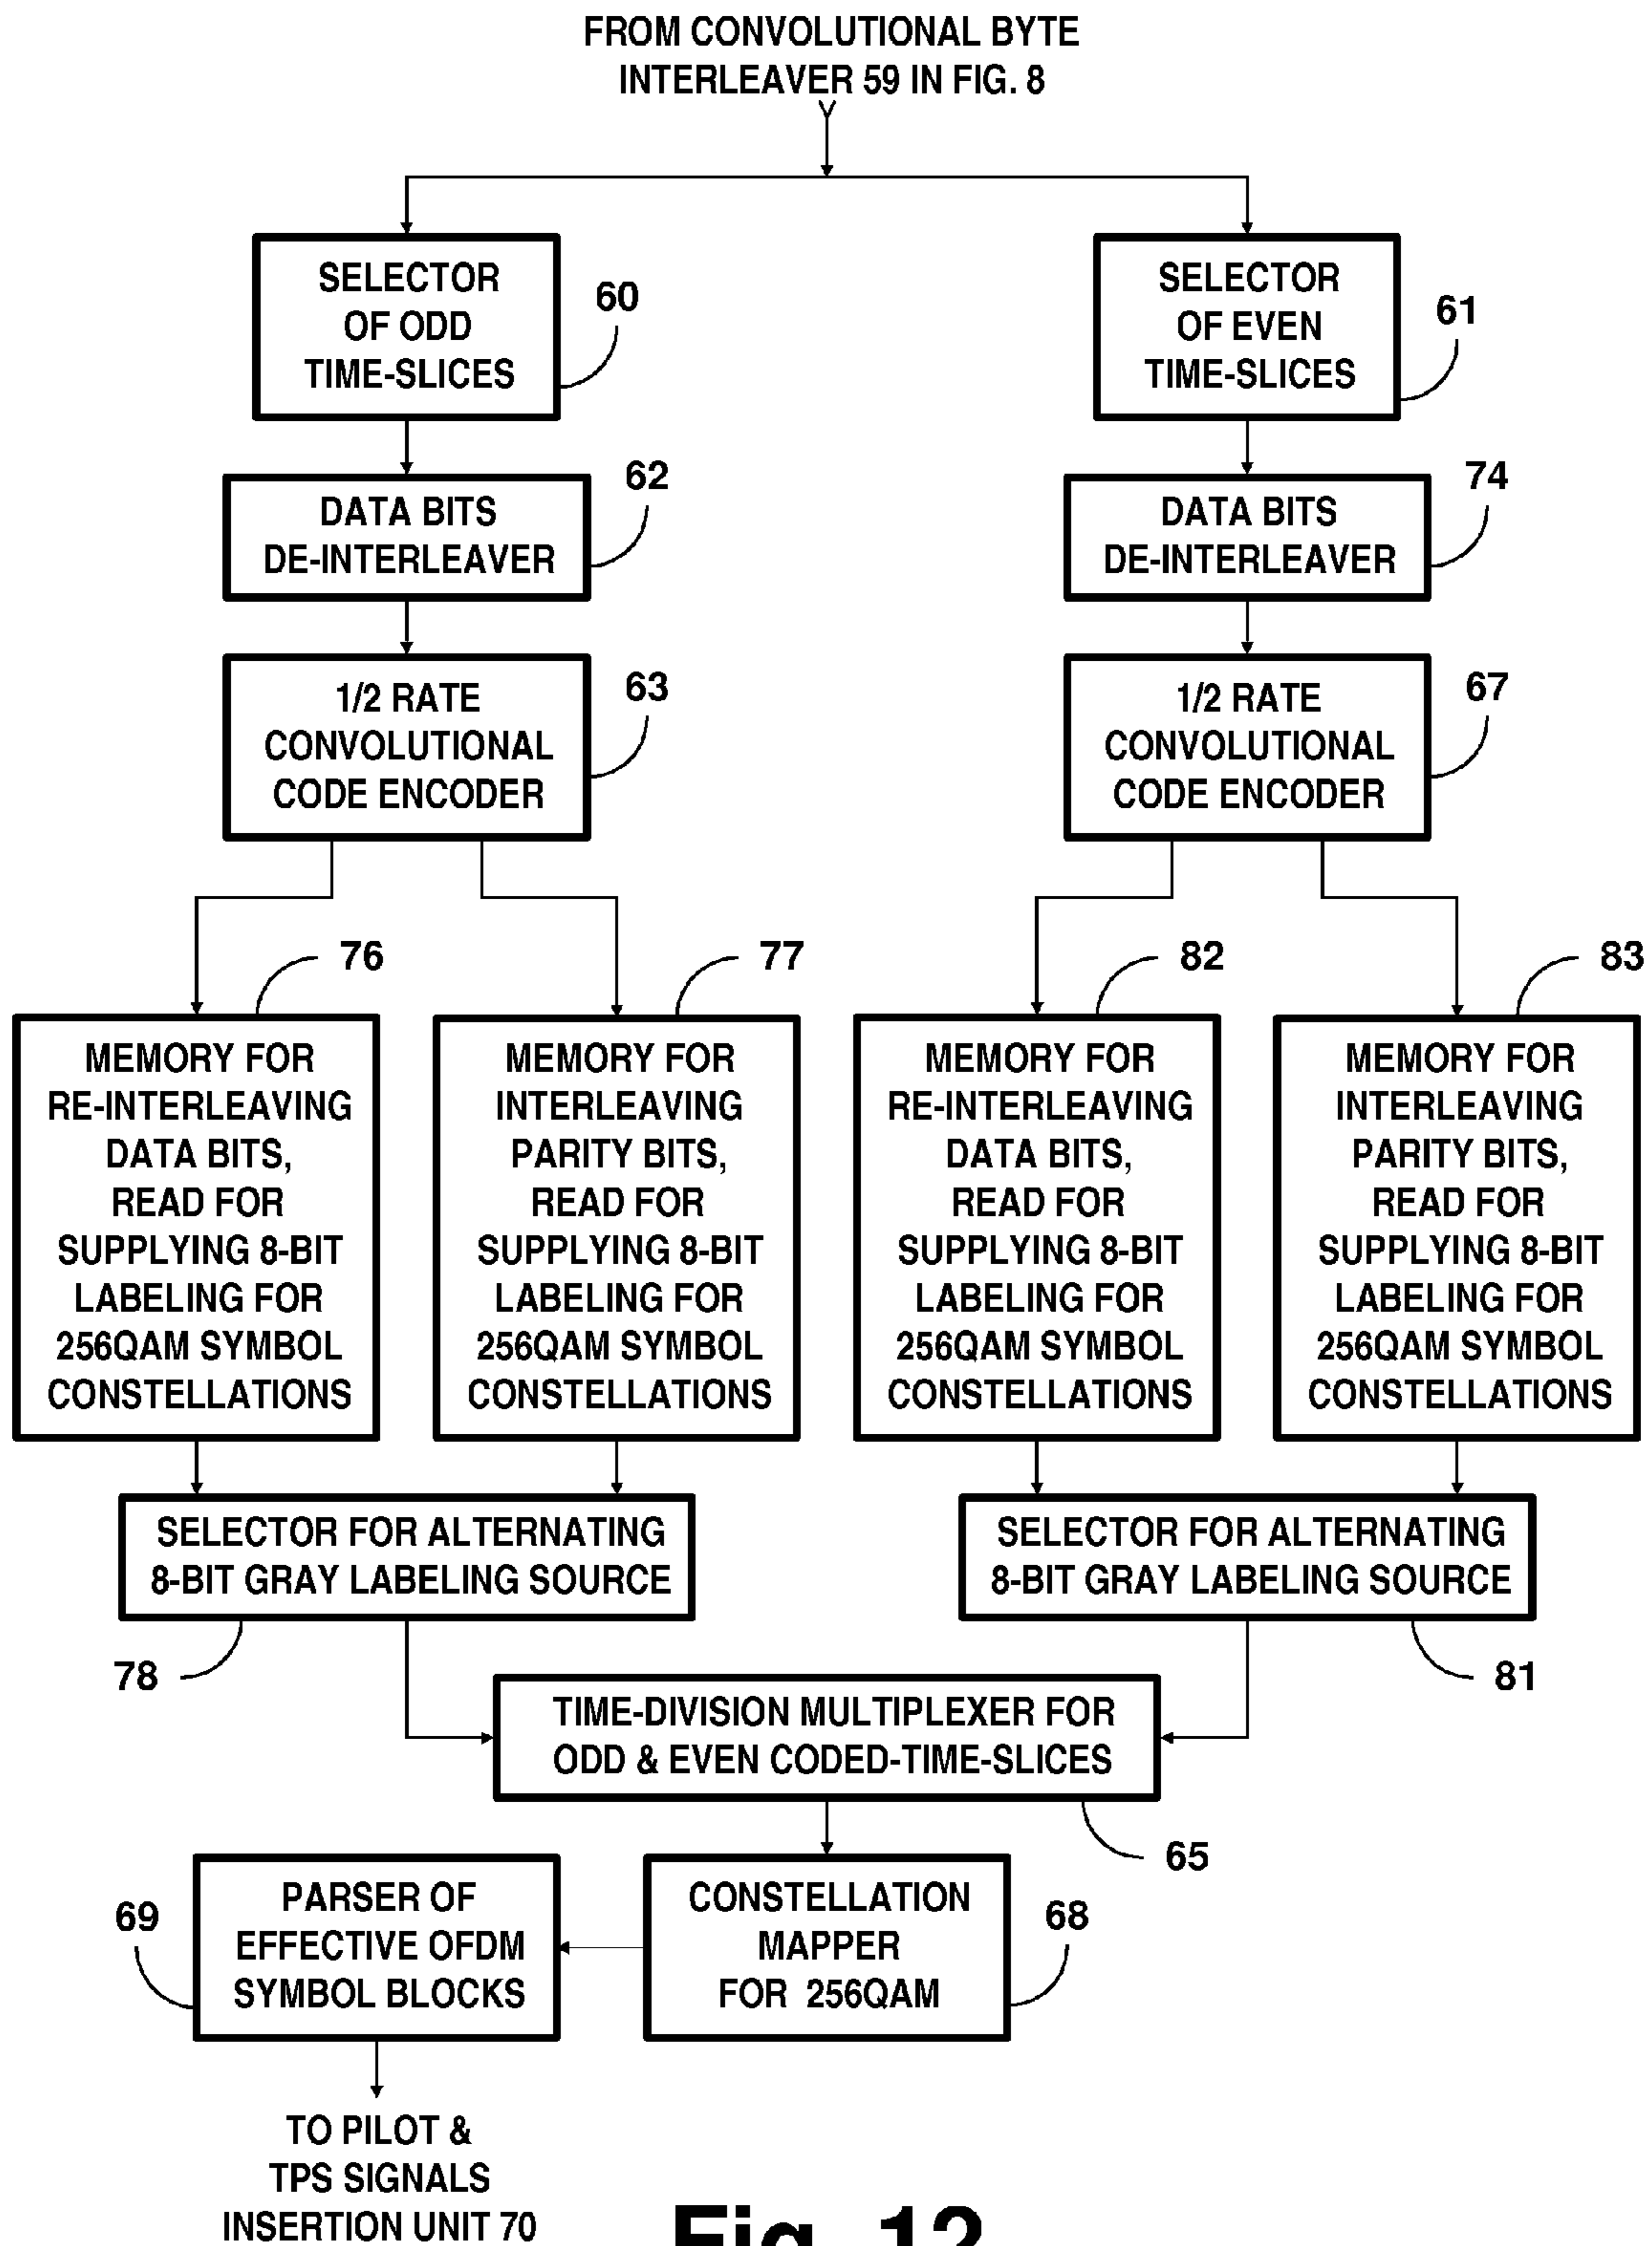 FROM CONVOLUTIONAL BYTE
INTERLEAVER 59 IN FIG. 8
SELECTOR
OF ODD
TIME-SLICES
60
SELECTOR
OF EVEN
TIME-SLICES
61
DATA BITS
DE-INTERLEAVER
62
DATA BITS
DE-INTERLEAVER
74
1/2 RATE
CONVOLUTIONAL
CODE ENCODER
63
1/2 RATE
CONVOLUTIONAL
CODE ENCODER
67
76
MEMORY FOR
RE-INTERLEAVING
DATA BITS,
READ FOR
SUPPLYING 8-BIT
LABELING FOR
256QAM SYMBOL
CONSTELLATIONS
77
MEMORY FOR
INTERLEAVING
PARITY BITS,
READ FOR
SUPPLYING 8-BIT
LABELING FOR
256QAM SYMBOL
CONSTELLATIONS
82
MEMORY FOR
RE-INTERLEAVING
DATA BITS,
READ FOR
SUPPLYING 8-BIT
LABELING FOR
256QAM SYMBOL
CONSTELLATIONS
83
MEMORY FOR
INTERLEAVING
PARITY BITS,
READ FOR
SUPPLYING 8-BIT
LABELING FOR
256QAM SYMBOL
CONSTELLATIONS
SELECTOR FOR ALTERNATING
8-BIT GRAY LABELING SOURCE
78
SELECTOR FOR ALTERNATING
8-BIT GRAY LABELING SOURCE
81
TIME-DIVISION MULTIPLEXER FOR
ODD & EVEN CODED-TIME-SLICES
65
CONSTELLATION
MAPPER
FOR 256QAM
68
PARSER OF
EFFECTIVE OFDM
SYMBOL BLOCKS
69
TO PILOT &
TPS SIGNALS
INSERTION UNIT 70